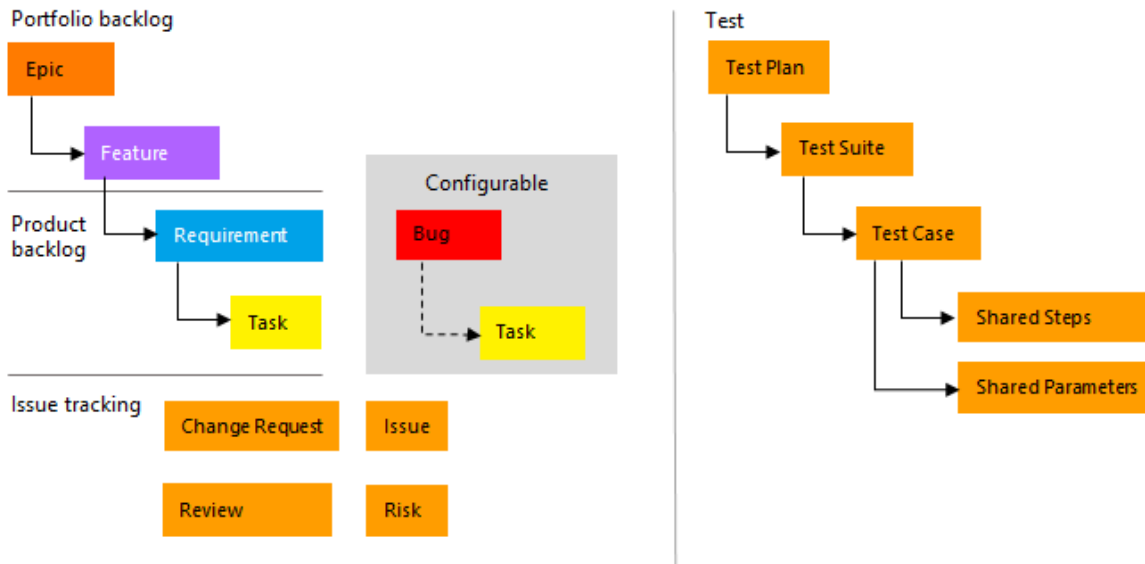 Portfolio backlog
Epic
Feature
Product
backlog
Requirement
Task
Configurable
Bug
Task
Issue tracking
Change Request
Issue
Review
Risk
Test
Test Plan
Test Suite
Test Case
Shared Steps
Shared Parameters